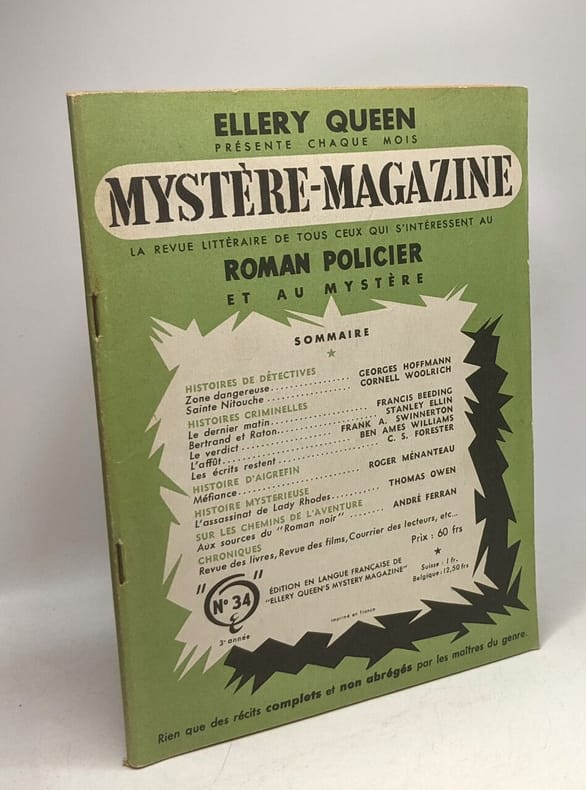 ELLERY QUEEN
PRÉSENTE CHAQUE MOIS
MYSTÈRE-MAGAZINE
LA REVUE LITTÉRAIRE DE TOUS CEUX QUI S'INTÉRESSENT AU
ROMAN POLICIER
ET AU MYSTÈRE
SOMMAIRE
HISTOIRES DE DÉTECTIVES
Zone dangereuse.................. GEORGES HOFFMANN
Sainte Nitouche .................. CORNELL WOOLRICH
HISTOIRES CRIMINELLES
Le dernier matin.................. FRANCIS BEEDING
Bertrand et Raton.................. STANLEY ELLIN
Le verdict .................. FRANK A. SWINNERTON
L'affût.................. BEN AMES WILLIAMS
Les écrits restent .................. C. S. FORESTER
HISTOIRE D'AIGREFIN
Méfiance.................. ROGER MÉNANTEAU
HISTOIRE MYSTERIEUSE
L'assassinat de Lady Rhodes.......... THOMAS OWEN
SUR LES CHEMINS DE L'AVENTURE
Aux sources du "Roman noir" ........ ANDRÉ FERRAN
CHRONIQUES
Revue des livres, Revue des films, Courrier des lecteurs, etc...
Prix : 60 frs
Suisse : 1 fr.
Belgique : 12,50 frs
"N° 34"
3e année
ÉDITION EN LANGUE FRANÇAISE DE
"ELLERY QUEEN'S MYSTERY MAGAZINE"
imprimé en France
Rien que des récits complets et non abrégés par les maîtres du genre.